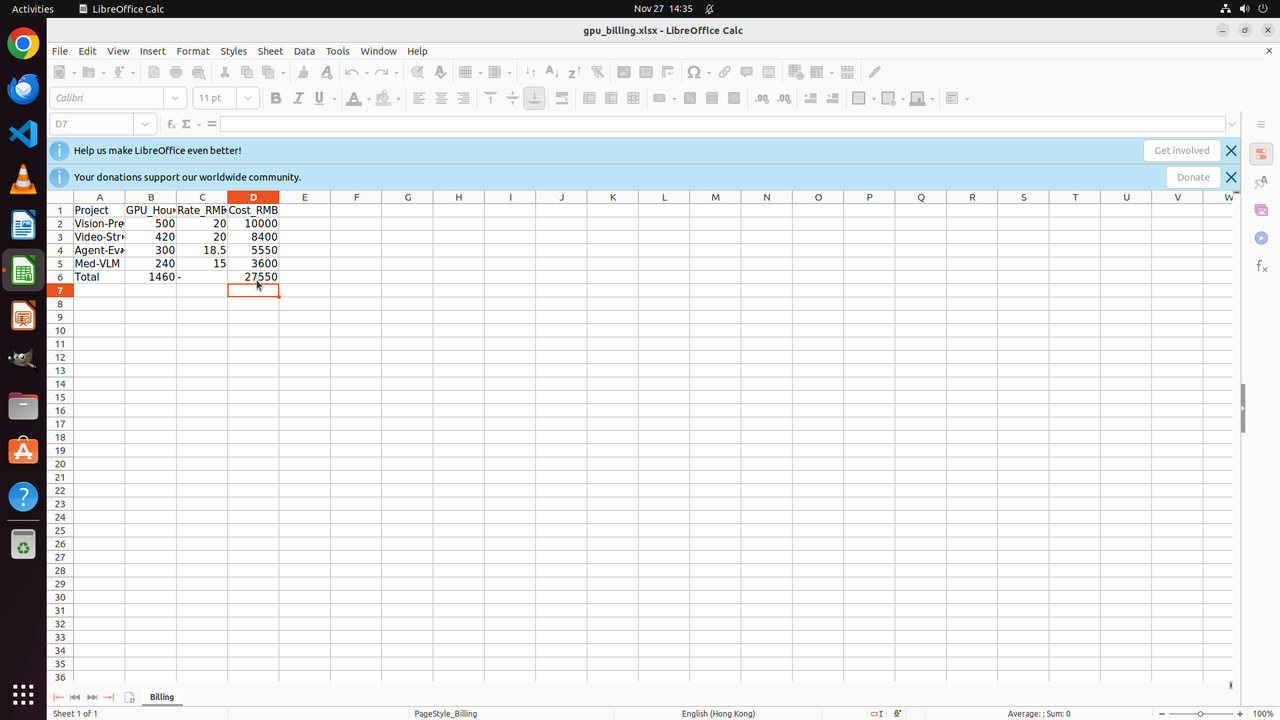 Activities
LibreOffice Calc
Nov 27 14:35
gpu_billing.xlsx - LibreOffice Calc
File Edit View Insert Format Styles Sheet Data Tools Window Help
Calibri 11 pt
D7
Help us make LibreOffice even better! Get involved
Your donations support our worldwide community. Donate
A B C D E F G H I J K L M N O P Q R S T U V W
1 Project GPU_Hou Rate_RMB Cost_RMB
2 Vision-Pre 500 20 10000
3 Video-Str 420 20 8400
4 Agent-Eva 300 18.5 5550
5 Med-VLM 240 15 3600
6 Total 1460 - 27550
7
8
9
10
11
12
13
14
15
16
17
18
19
20
21
22
23
24
25
26
27
28
29
30
31
32
33
34
35
36
Billing
Sheet 1 of 1 PageStyle_Billing English (Hong Kong) Average: ; Sum: 0 100%